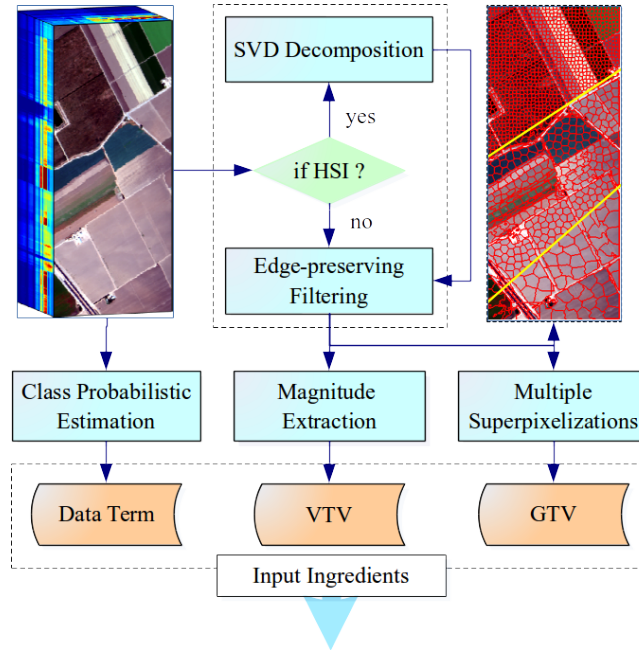 SVD Decomposition
yes
if HSI ?
no
Edge-preserving
Filtering
Class Probabilistic
Estimation
Magnitude
Extraction
Multiple
Superpixelizations
Data Term
VTV
GTV
Input Ingredients